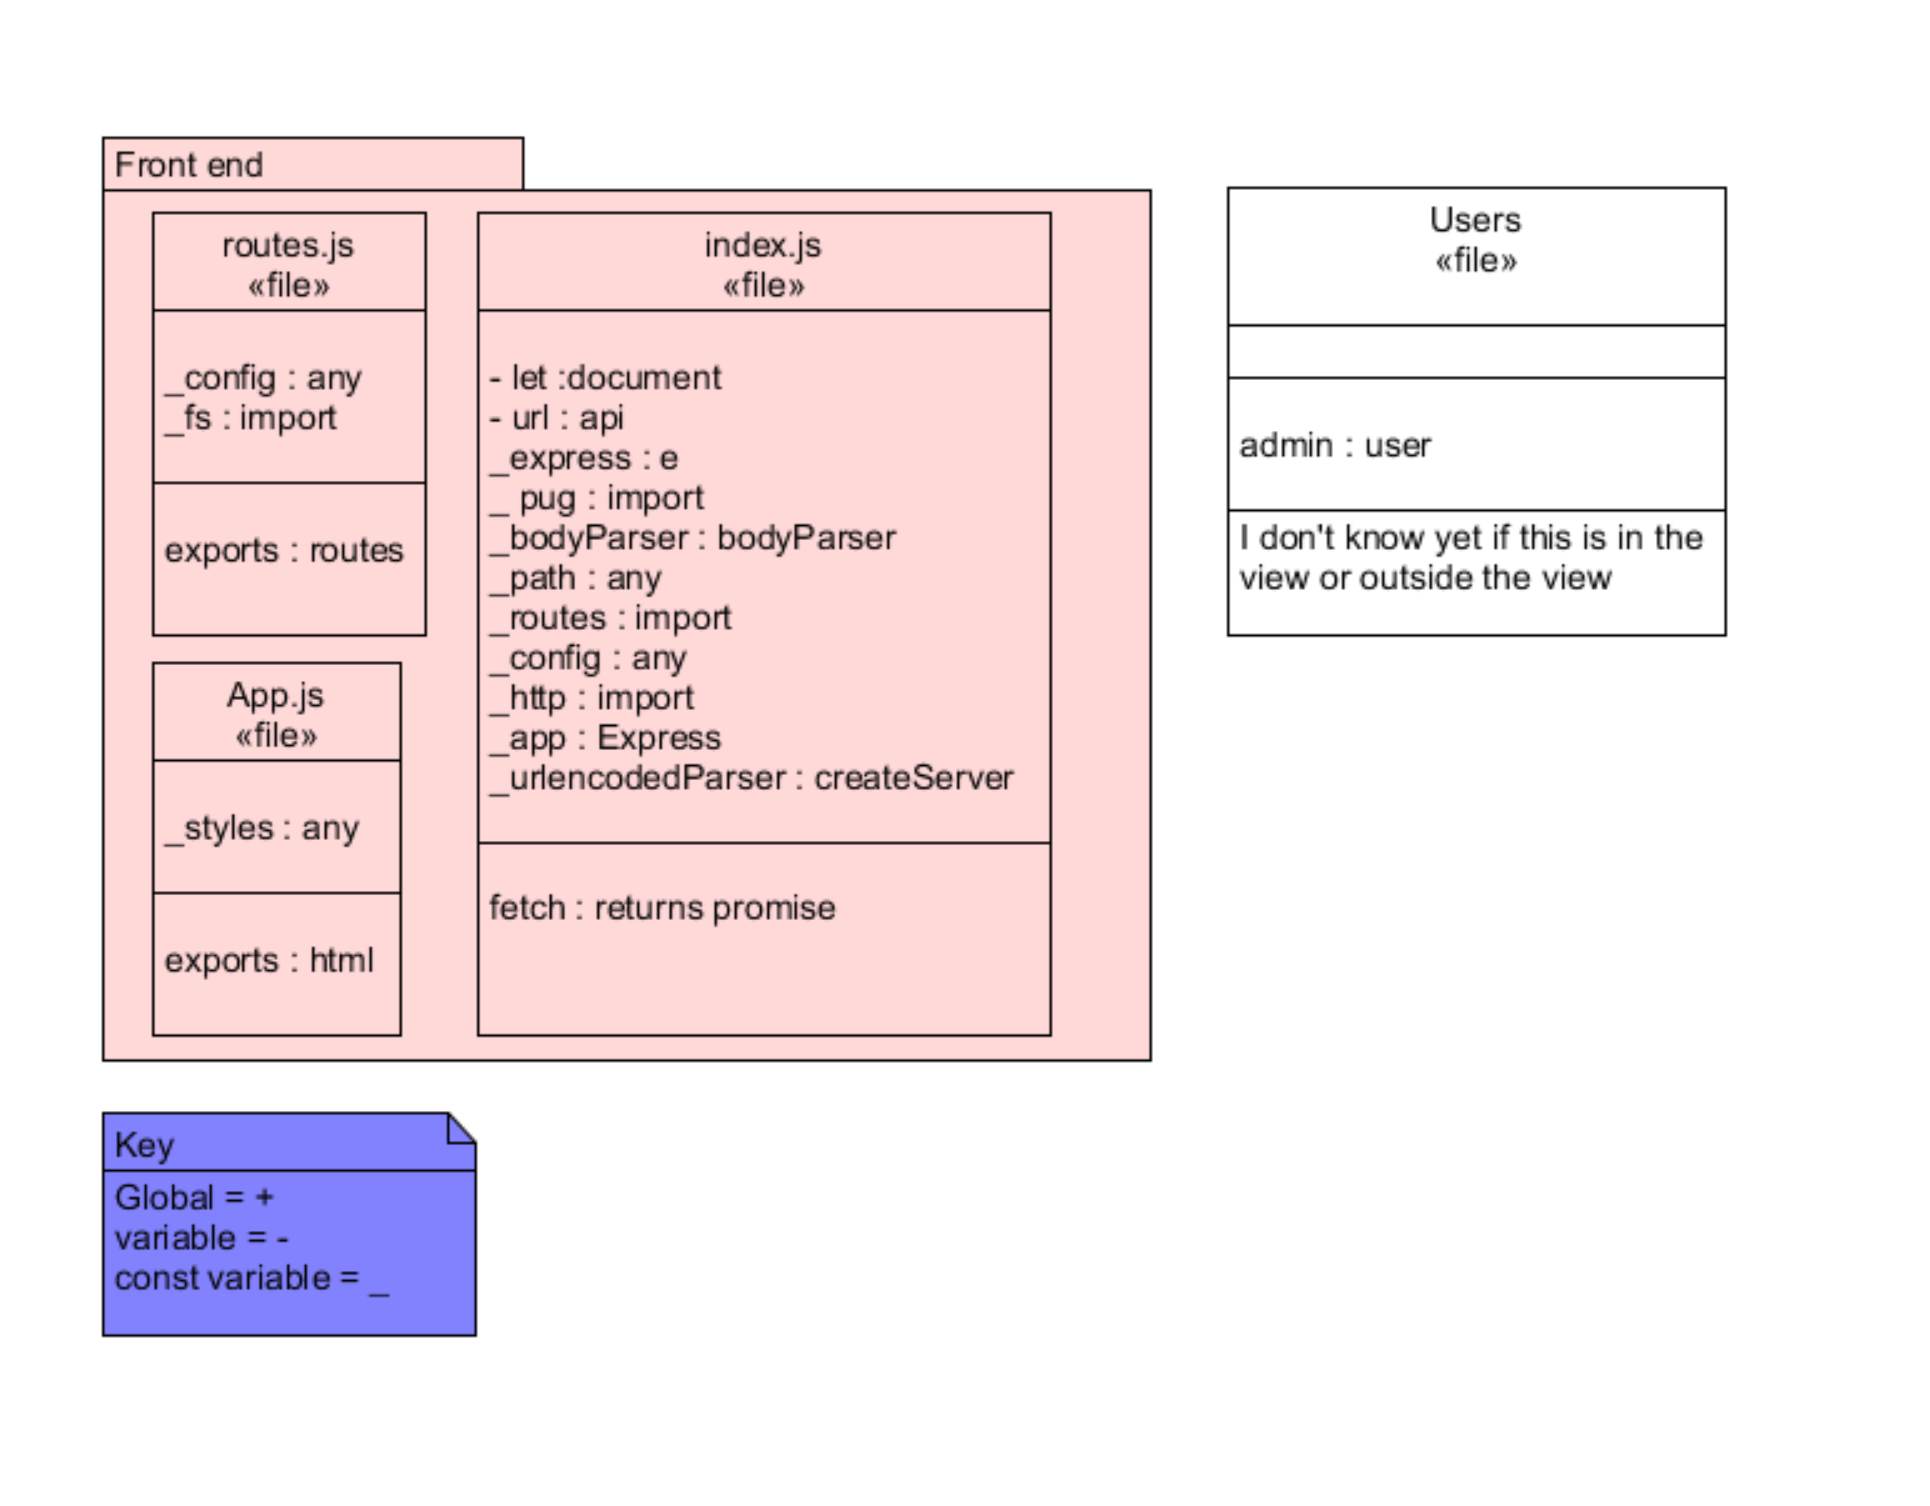 Front end
routes.js
«file»
_config : any
_fs : import
exports : routes
App.js
«file»
_styles : any
exports : html
index.js
«file»
- let :document
- url : api
_express : e
_ pug : import
_bodyParser : bodyParser
_path : any
_routes : import
_config : any
_http : import
_app : Express
_urlencodedParser : createServer
fetch : returns promise
Users
«file»
admin : user
I don't know yet if this is in the
view or outside the view
Key
Global = +
variable = -
const variable = _